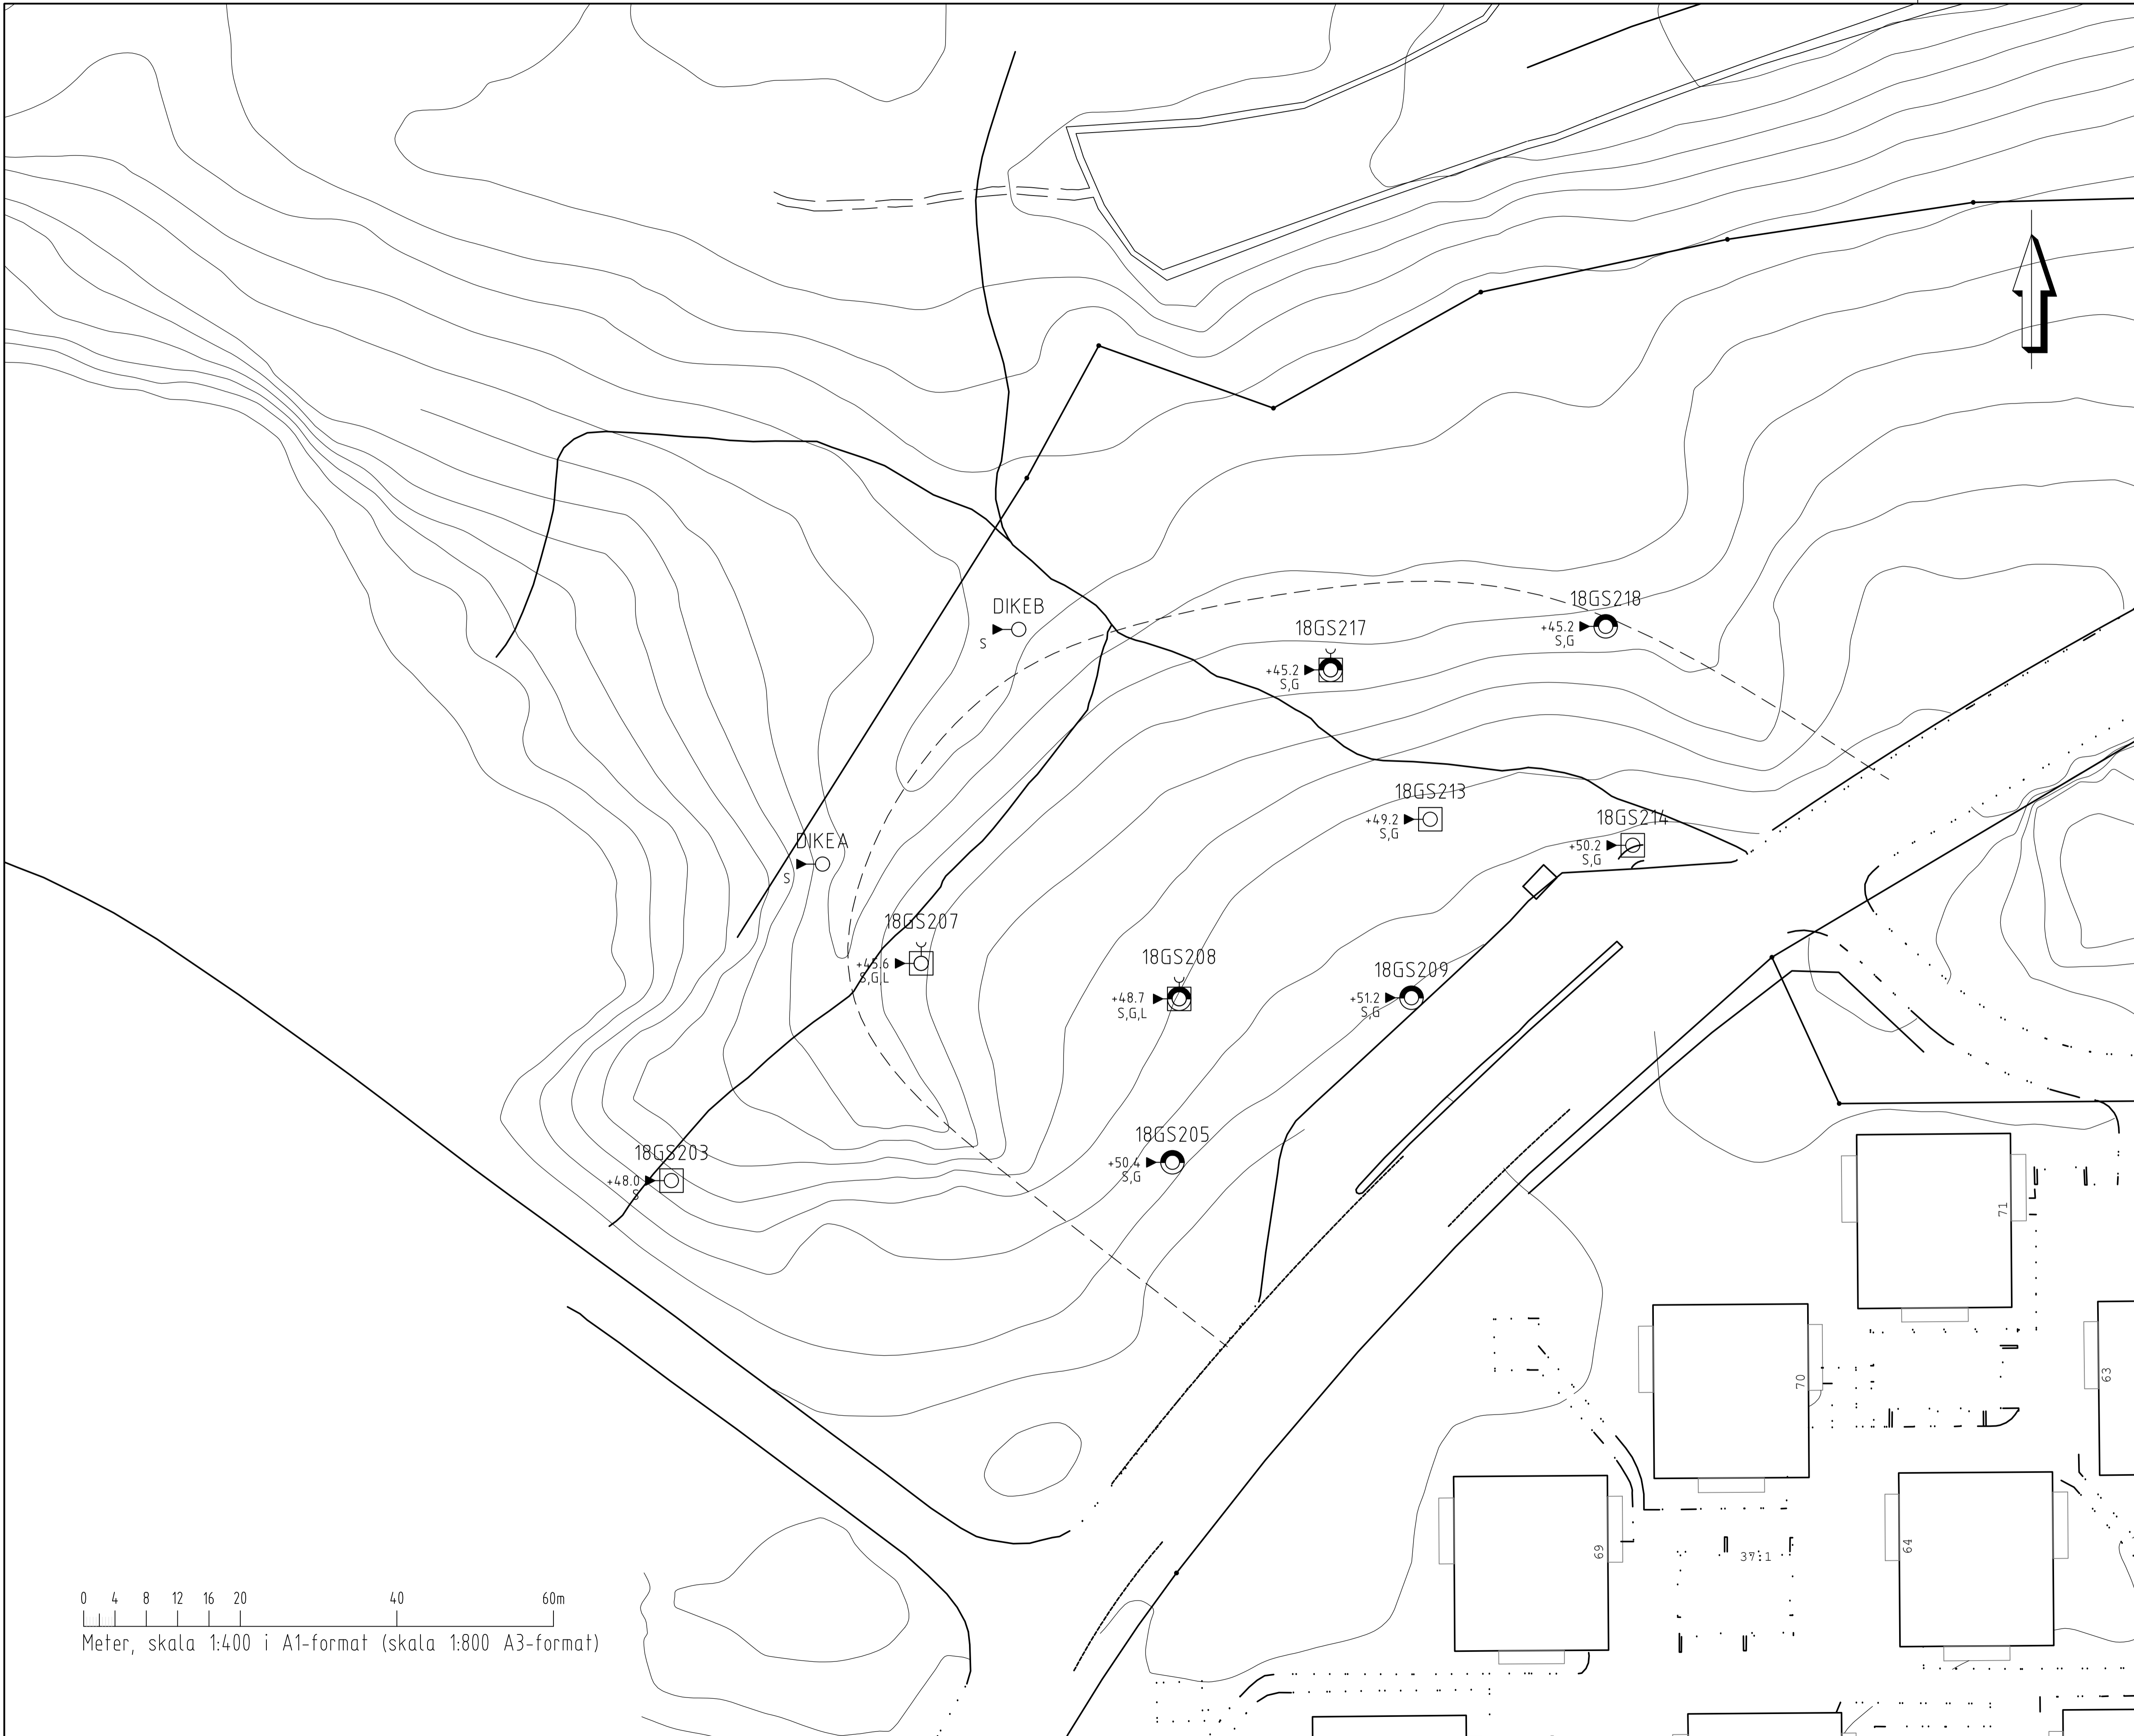 18GS218
+45.2
S,G
DIKEB
S
18GS217
+45.2
S,G
18GS213
+49.2
S,G
18GS214
+50.2
S,G
DIKEA
S
18GS207
+45.6
S,G,L
18GS208
+48.7
S,G,L
18GS209
+51.2
S,G
18GS205
+50.4
S,G
18GS203
+48.0
S
71
70
63
69
64
37:1
0 4 8 12 16 20 40 60m
Meter, skala 1:400 i A1-format (skala 1:800 A3-format)